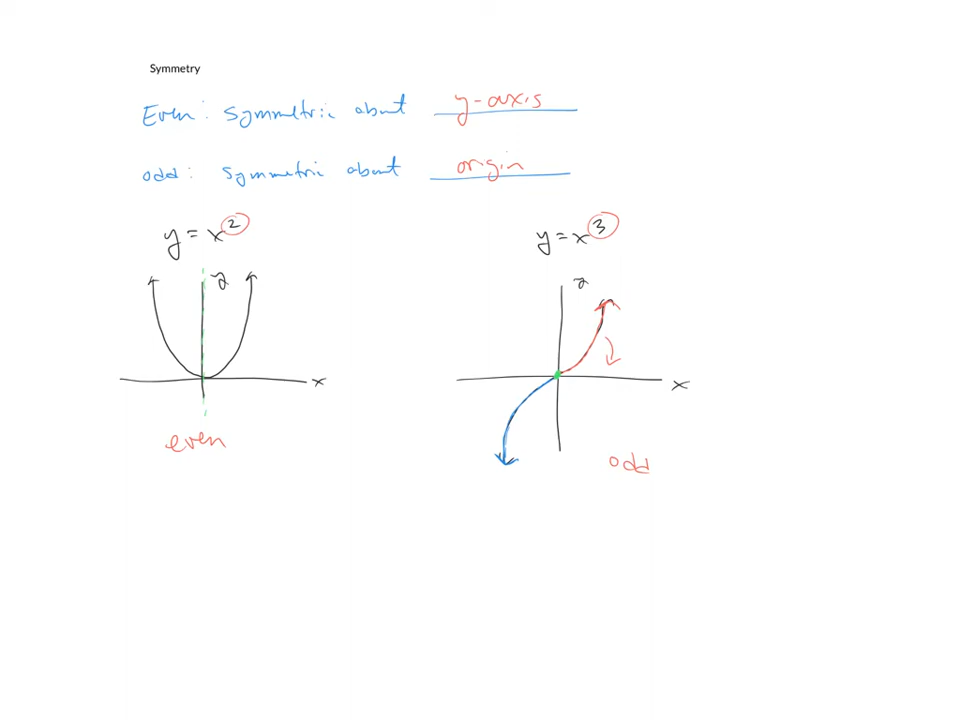 Symmetry
Even: symmetric about y-axis
odd: symmetric about origin
y = x²
y = x³
y
x
y
x
even
odd